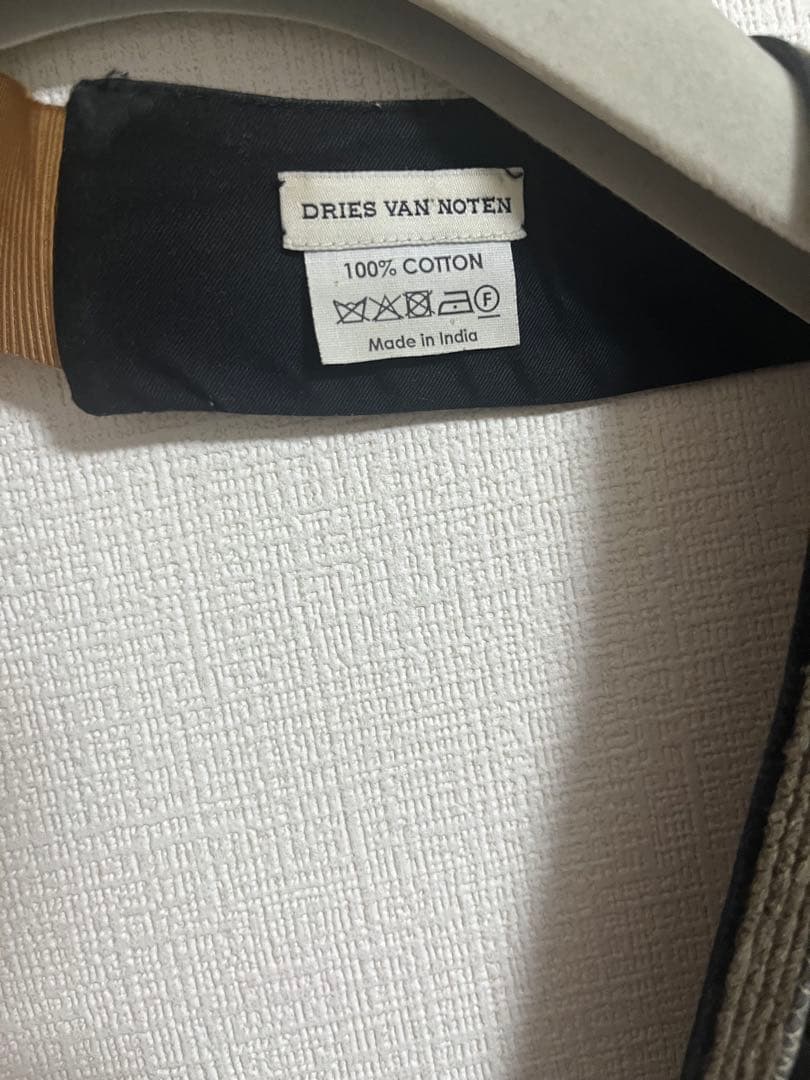 DRIES VAN NOTEN
100% COTTON
F
Made in India